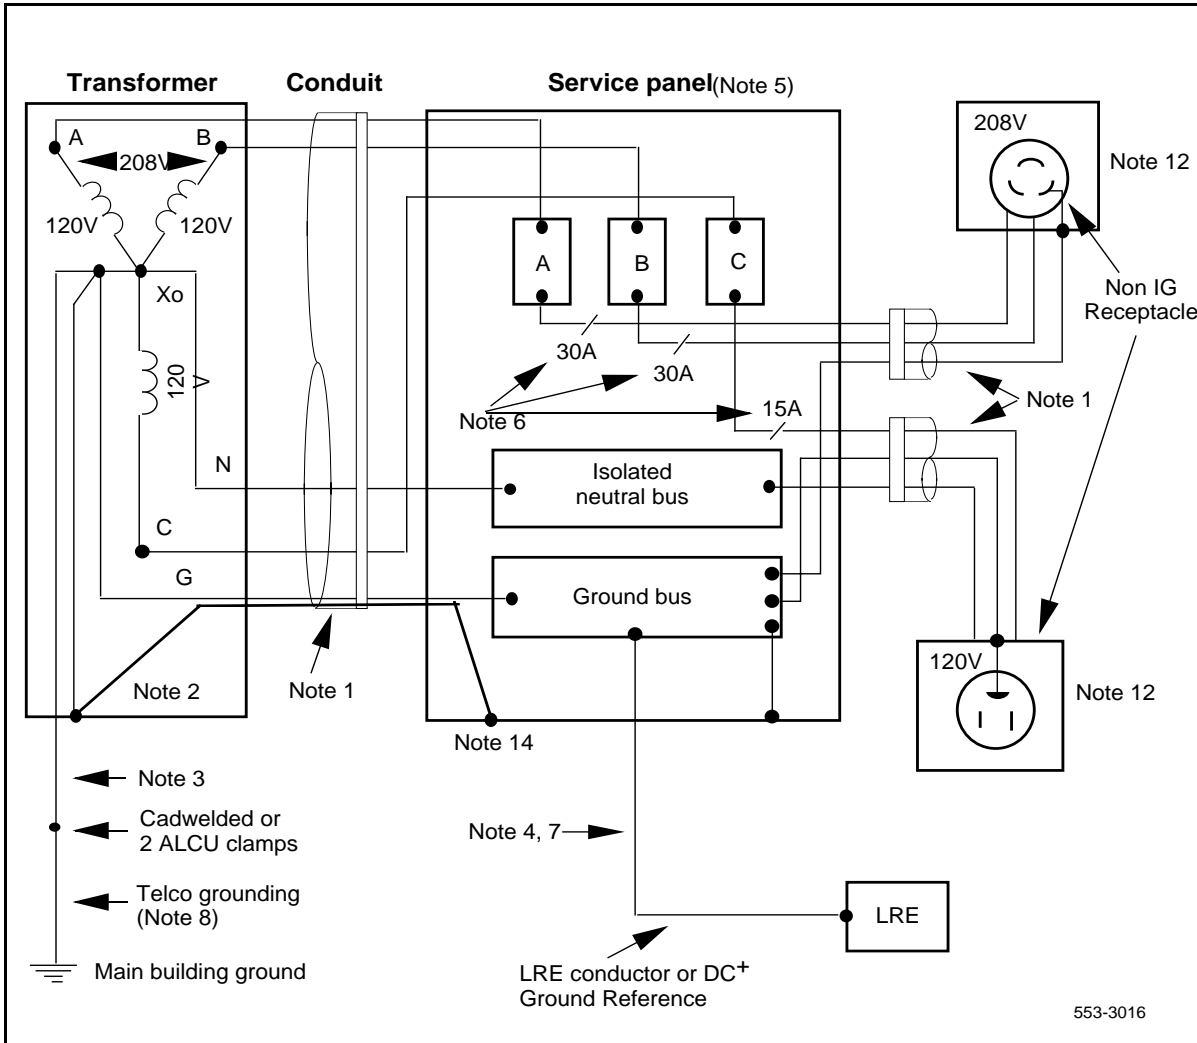 Transformer
Conduit
Service panel(Note 5)
A
B
208V
120V
120V
Xo
120
V
N
C
G
Note 2
Note 1
A
B
C
30A
30A
15A
Note 6
Isolated
neutral bus
Ground bus
Note 14
208V
Note 12
Non IG
Receptacle
Note 1
120V
Note 12
Note 3
Cadwelded or
2 ALCU clamps
Telco grounding
(Note 8)
Main building ground
Note 4, 7
LRE
LRE conductor or DC+
Ground Reference
553-3016